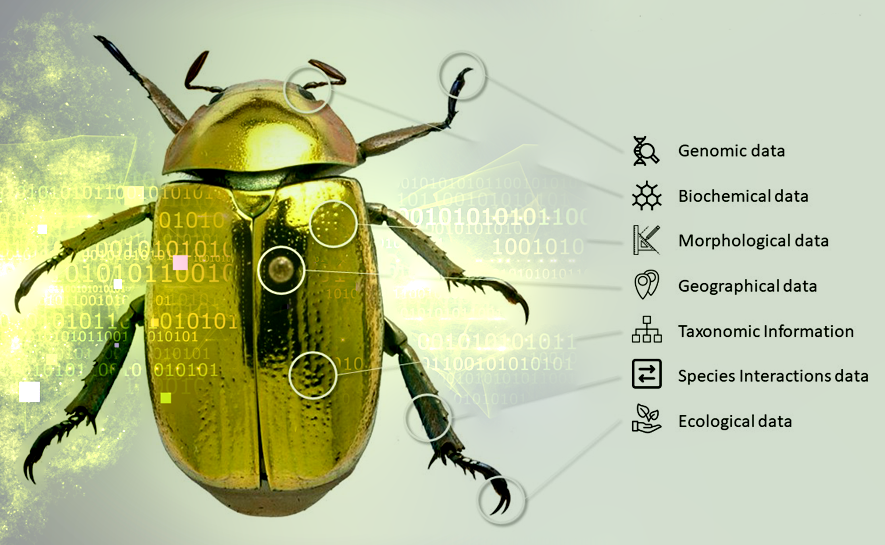 Genomic data
Biochemical data
Morphological data
Geographical data
Taxonomic Information
Species Interactions data
Ecological data